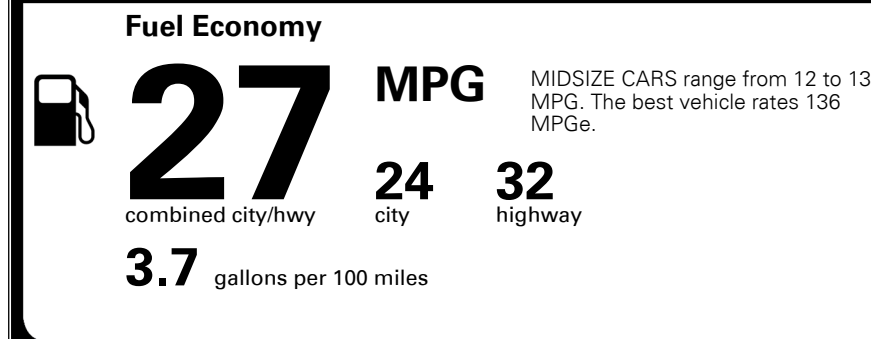 Fuel Economy
27 MPG
MIDSIZE CARS range from 12 to 13
MPG. The best vehicle rates 136
MPGe.
24 32
combined city/hwy city highway
3.7 gallons per 100 miles